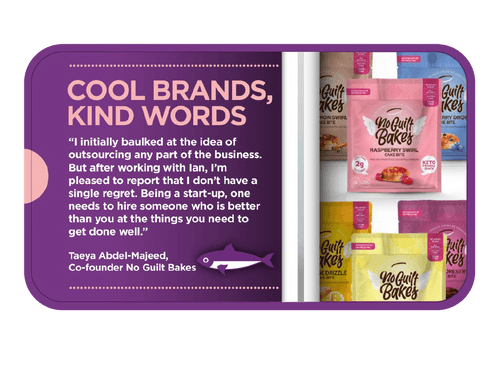 COOL BRANDS,
KIND WORDS
“I initially baulked at the idea of
outsourcing any part of the business.
But after working with Ian, I’m
pleased to report that I don’t have a
single regret. Being a start-up, one
needs to hire someone who is better
than you at the things you need to
get done well.”
Taeya Abdel-Majeed,
Co-founder No Guilt Bakes
No Guilt
Bakes
RASPBERRY SWIRL
CAKE BITES
2g
KETO
No Guilt
Bakes